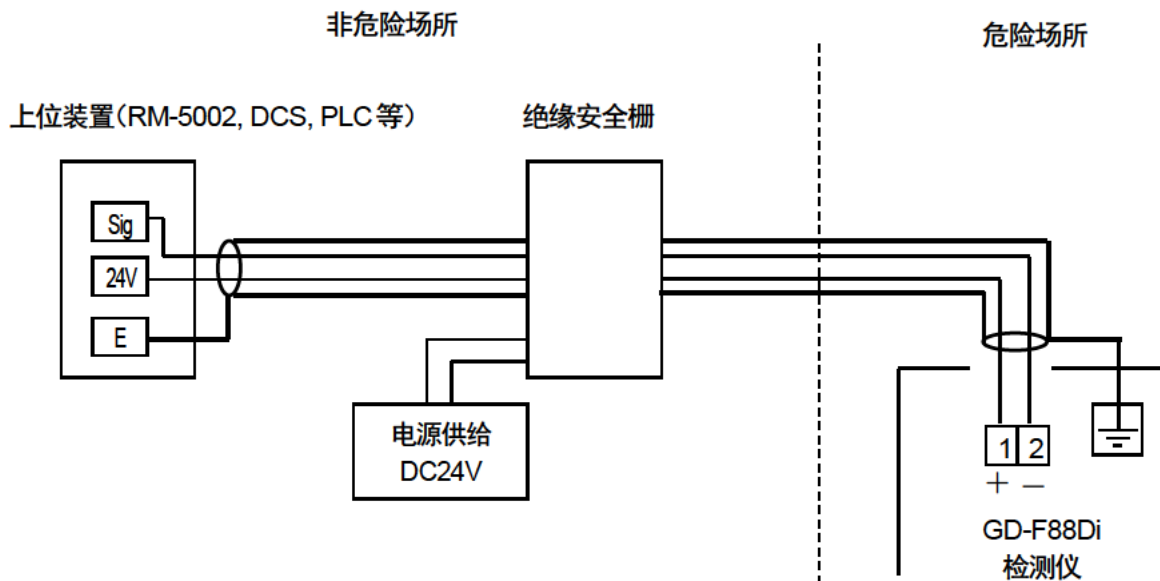 非危险场所
危险场所
上位装置（RM-5002, DCS, PLC 等）
绝缘安全栅
Sig
24V
E
电源供给
DC24V
1 2
＋ －
GD-F88Di
检测仪